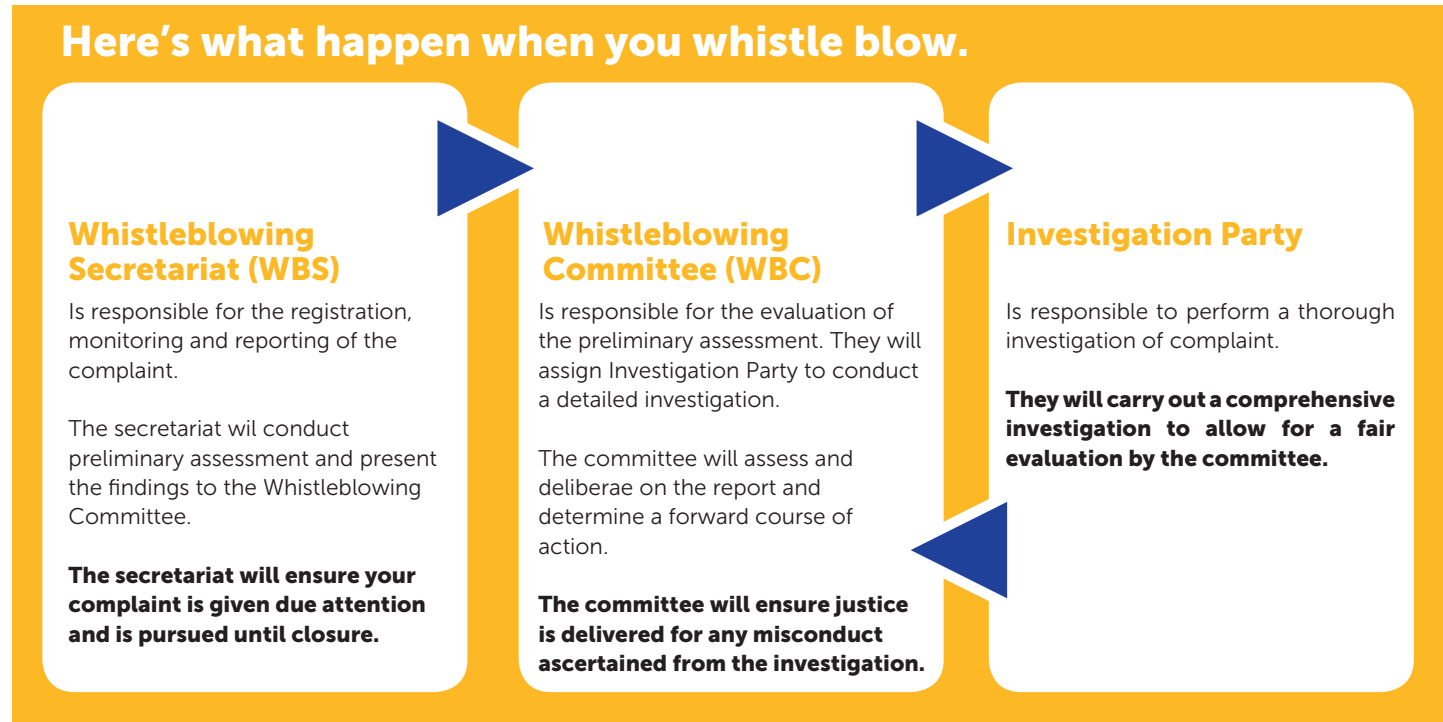 Here's what happen when you whistle blow.
Whistleblowing
Secretariat (WBS)
Is responsible for the registration,
monitoring and reporting of the
complaint.
The secretariat wil conduct
preliminary assessment and present
the findings to the Whistleblowing
Committee.
The secretariat will ensure your
complaint is given due attention
and is pursued until closure.
Whistleblowing
Committee (WBC)
Is responsible for the evaluation of
the preliminary assessment. They will
assign Investigation Party to conduct
a detailed investigation.
The committee will assess and
deliberae on the report and
determine a forward course of
action.
The committee will ensure justice
is delivered for any misconduct
ascertained from the investigation.
Investigation Party
Is responsible to perform a thorough
investigation of complaint.
They will carry out a comprehensive
investigation to allow for a fair
evaluation by the committee.